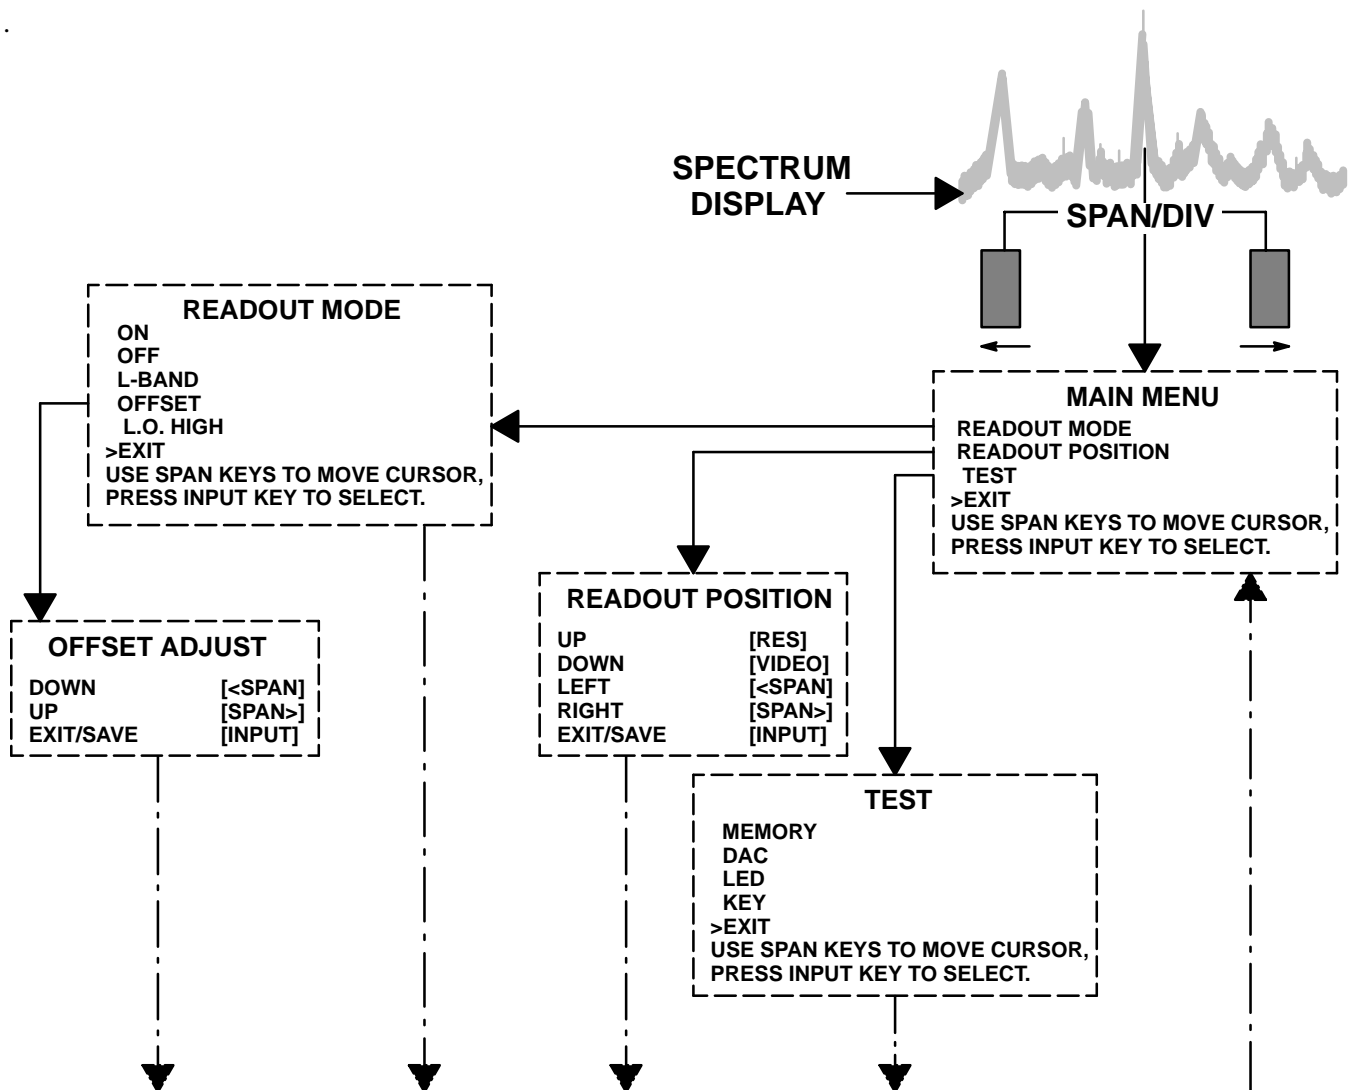 SPECTRUM
DISPLAY
SPAN/DIV
READOUT MODE
ON
OFF
L-BAND
OFFSET
L.O. HIGH
>EXIT
USE SPAN KEYS TO MOVE CURSOR,
PRESS INPUT KEY TO SELECT.
MAIN MENU
READOUT MODE
READOUT POSITION
TEST
>EXIT
USE SPAN KEYS TO MOVE CURSOR,
PRESS INPUT KEY TO SELECT.
OFFSET ADJUST
DOWN [<SPAN]
UP [SPAN>]
EXIT/SAVE [INPUT]
READOUT POSITION
UP [RES]
DOWN [VIDEO]
LEFT [<SPAN]
RIGHT [SPAN>]
EXIT/SAVE [INPUT]
TEST
MEMORY
DAC
LED
KEY
>EXIT
USE SPAN KEYS TO MOVE CURSOR,
PRESS INPUT KEY TO SELECT.